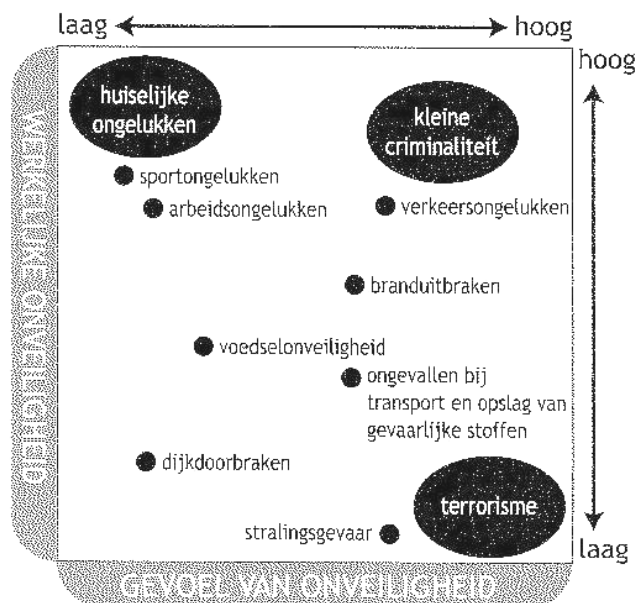 laag hoog
hoog
huiselijke
ongelukken
kleine
criminaliteit
sportongelukken
arbeidsongelukken
verkeersongelukken
branduitbraken
voedselonveiligheid
ongevallen bij
transport en opslag van
gevaarlijke stoffen
dijkdoorbraken
terrorisme
stralingsgevaar
laag
WERKELIJKE ONVEILIGHEID
GEVOEL VAN ONVEILIGHEID